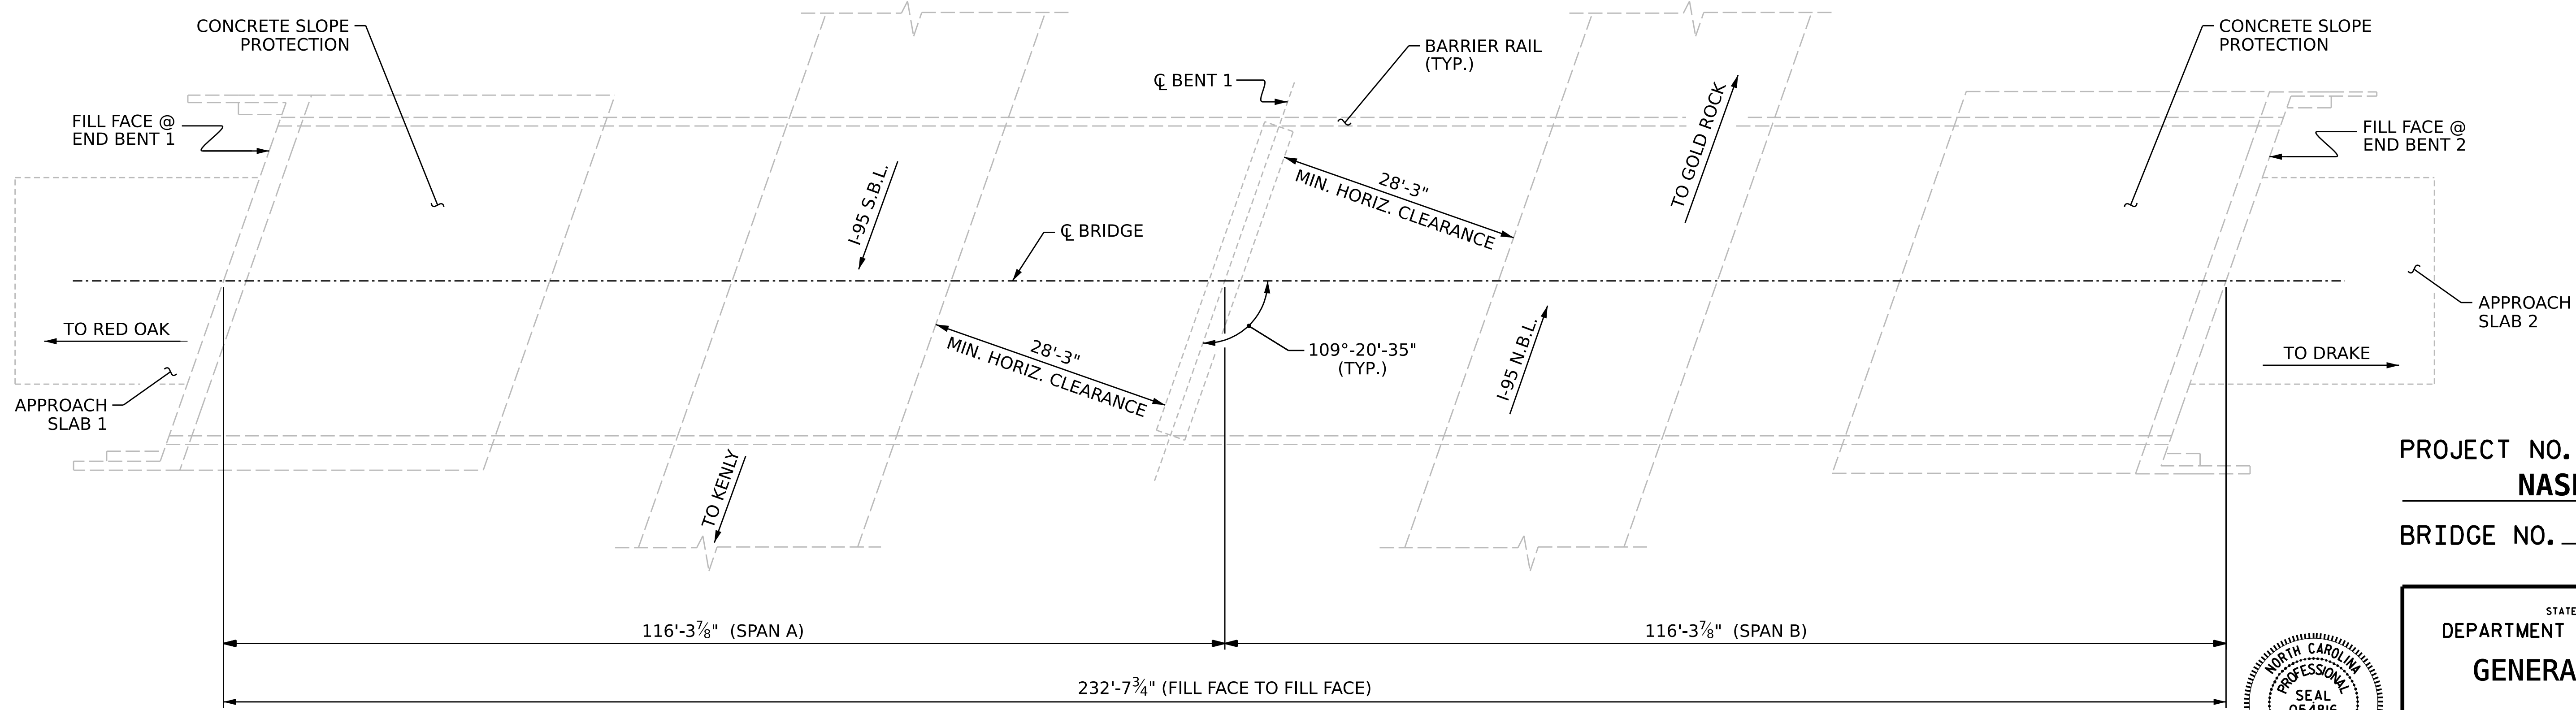 CONCRETE SLOPE
PROTECTION
FILL FACE @
END BENT 1
℄ BENT 1
BARRIER RAIL
(TYP.)
CONCRETE SLOPE
PROTECTION
FILL FACE @
END BENT 2
I-95 S.B.L.
28'-3"
MIN. HORIZ. CLEARANCE
TO GOLD ROCK
℄ BRIDGE
TO RED OAK
28'-3"
MIN. HORIZ. CLEARANCE
109°-20'-35"
(TYP.)
I-95 N.B.L.
TO DRAKE
APPROACH
SLAB 2
APPROACH
SLAB 1
TO KENLY
PROJECT NO.
BRIDGE NO.
116'-3⅞" (SPAN A)
116'-3⅞" (SPAN B)
232'-7¾" (FILL FACE TO FILL FACE)
STATE
DEPARTMENT
NORTH CAROLINA
PROFESSIONAL
SEAL